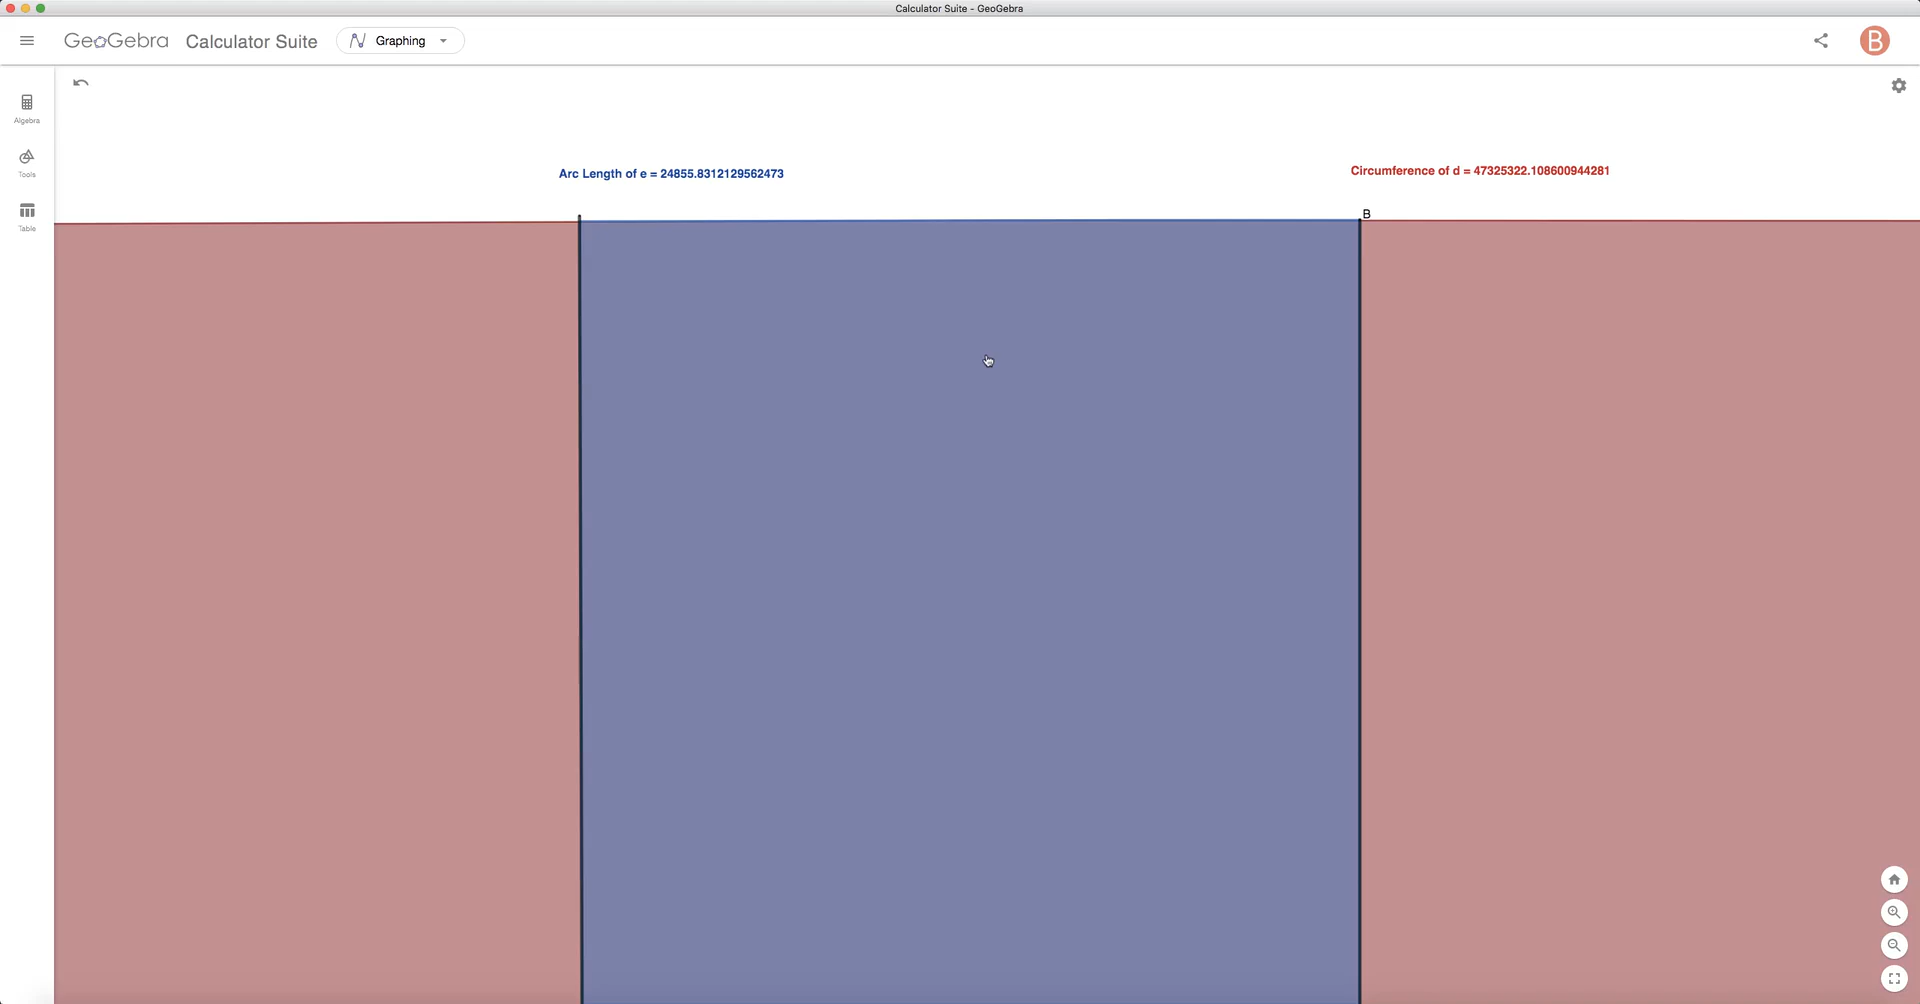 Calculator Suite - GeoGebra
GeoGebra Calculator Suite Graphing B
Algebra
Tools
Table
Arc Length of e = 24855.8312129562473
Circumference of d = 47325322.108600944281
B